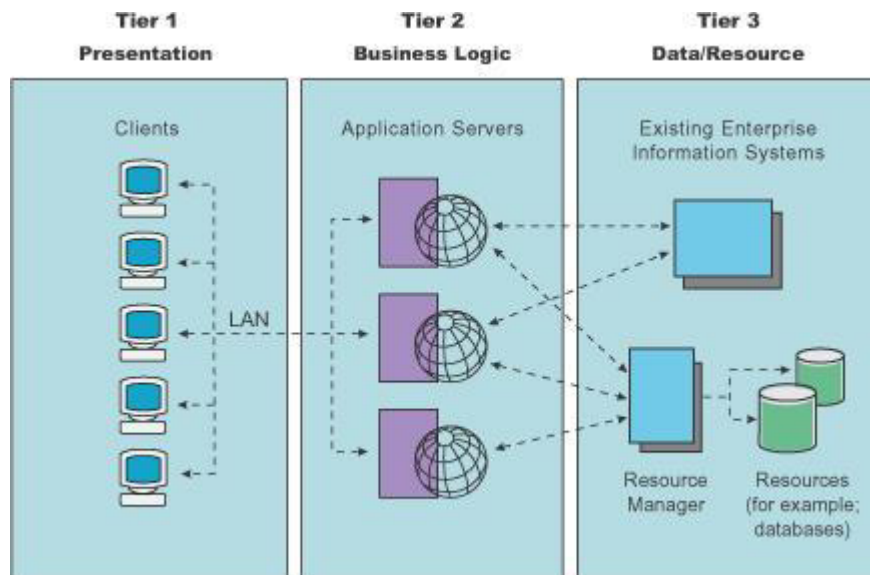 Tier 1
Presentation
Tier 2
Business Logic
Tier 3
Data/Resource
Clients
LAN
Application Servers
Existing Enterprise
Information Systems
Resource
Manager
Resources
(for example;
databases)